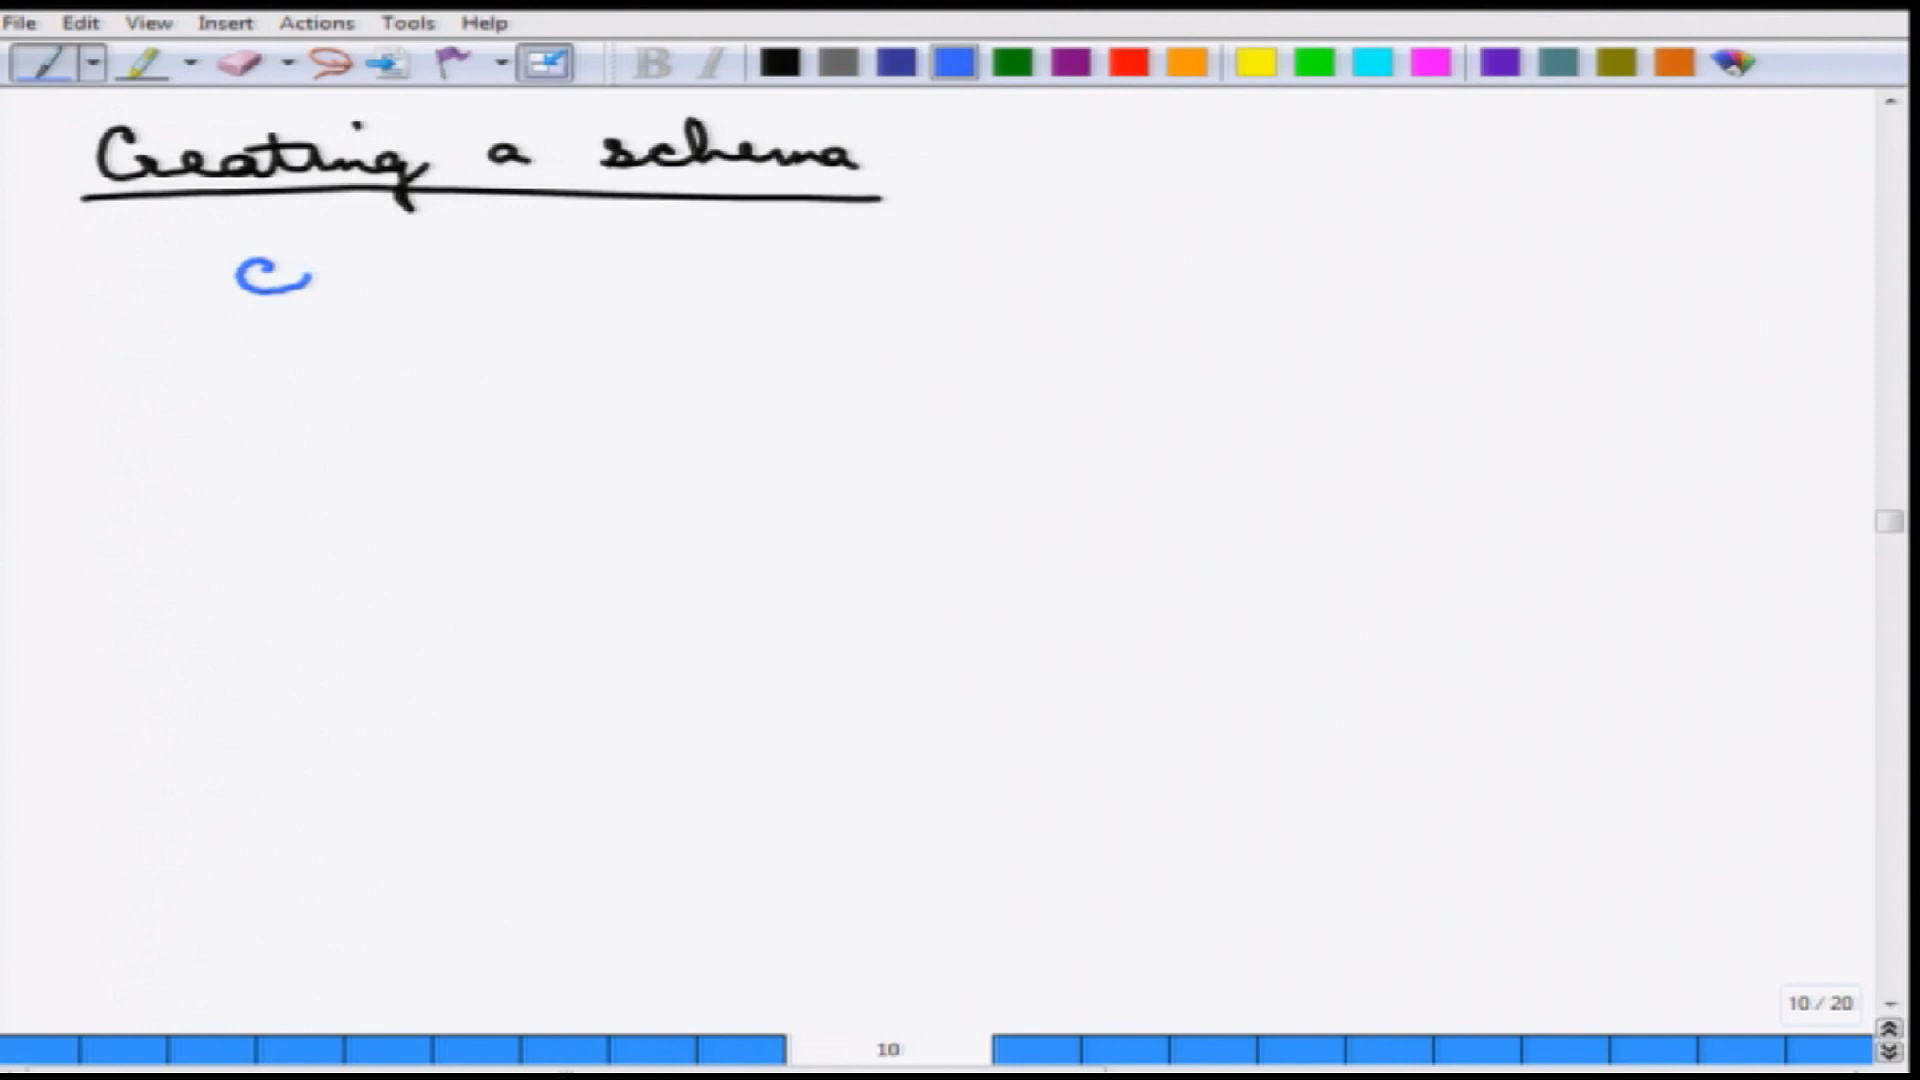 File Edit View Insert Actions Tools Help
B I
Creating a schema
c
10 / 20
10